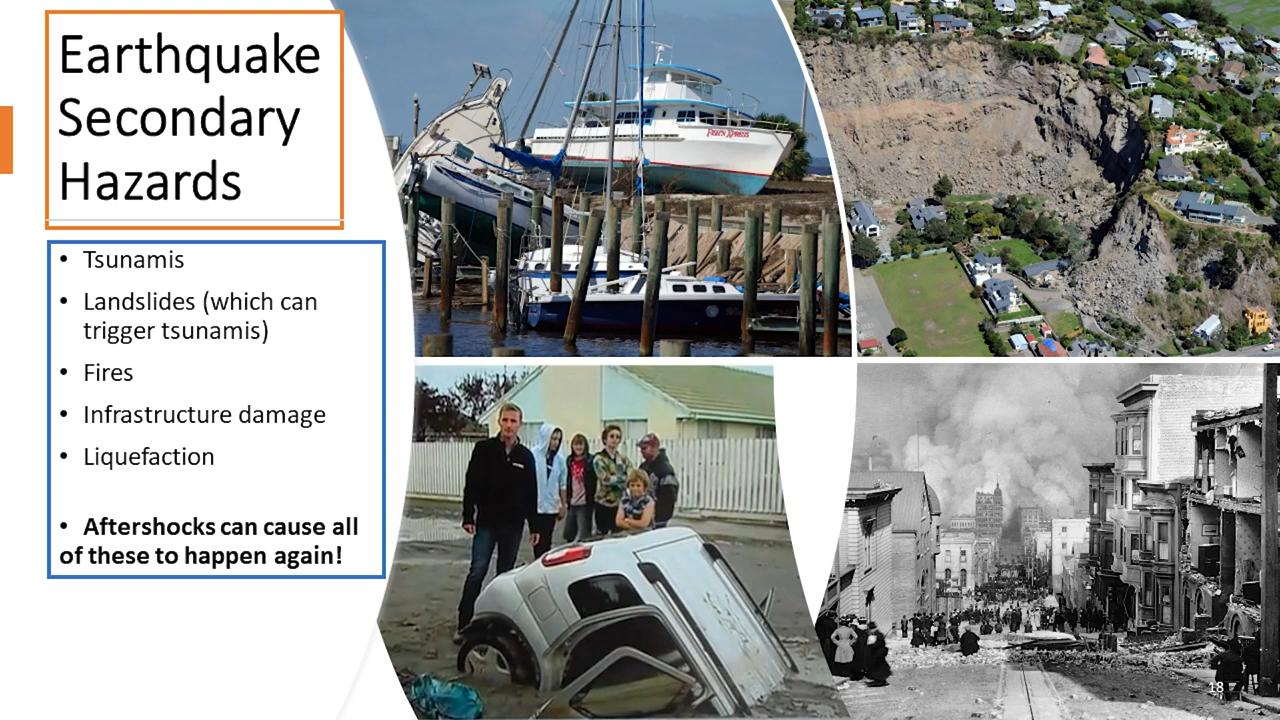 Earthquake
Secondary
Hazards
• Tsunamis
• Landslides (which can
trigger tsunamis)
• Fires
• Infrastructure damage
• Liquefaction
• Aftershocks can cause all
of these to happen again!
18